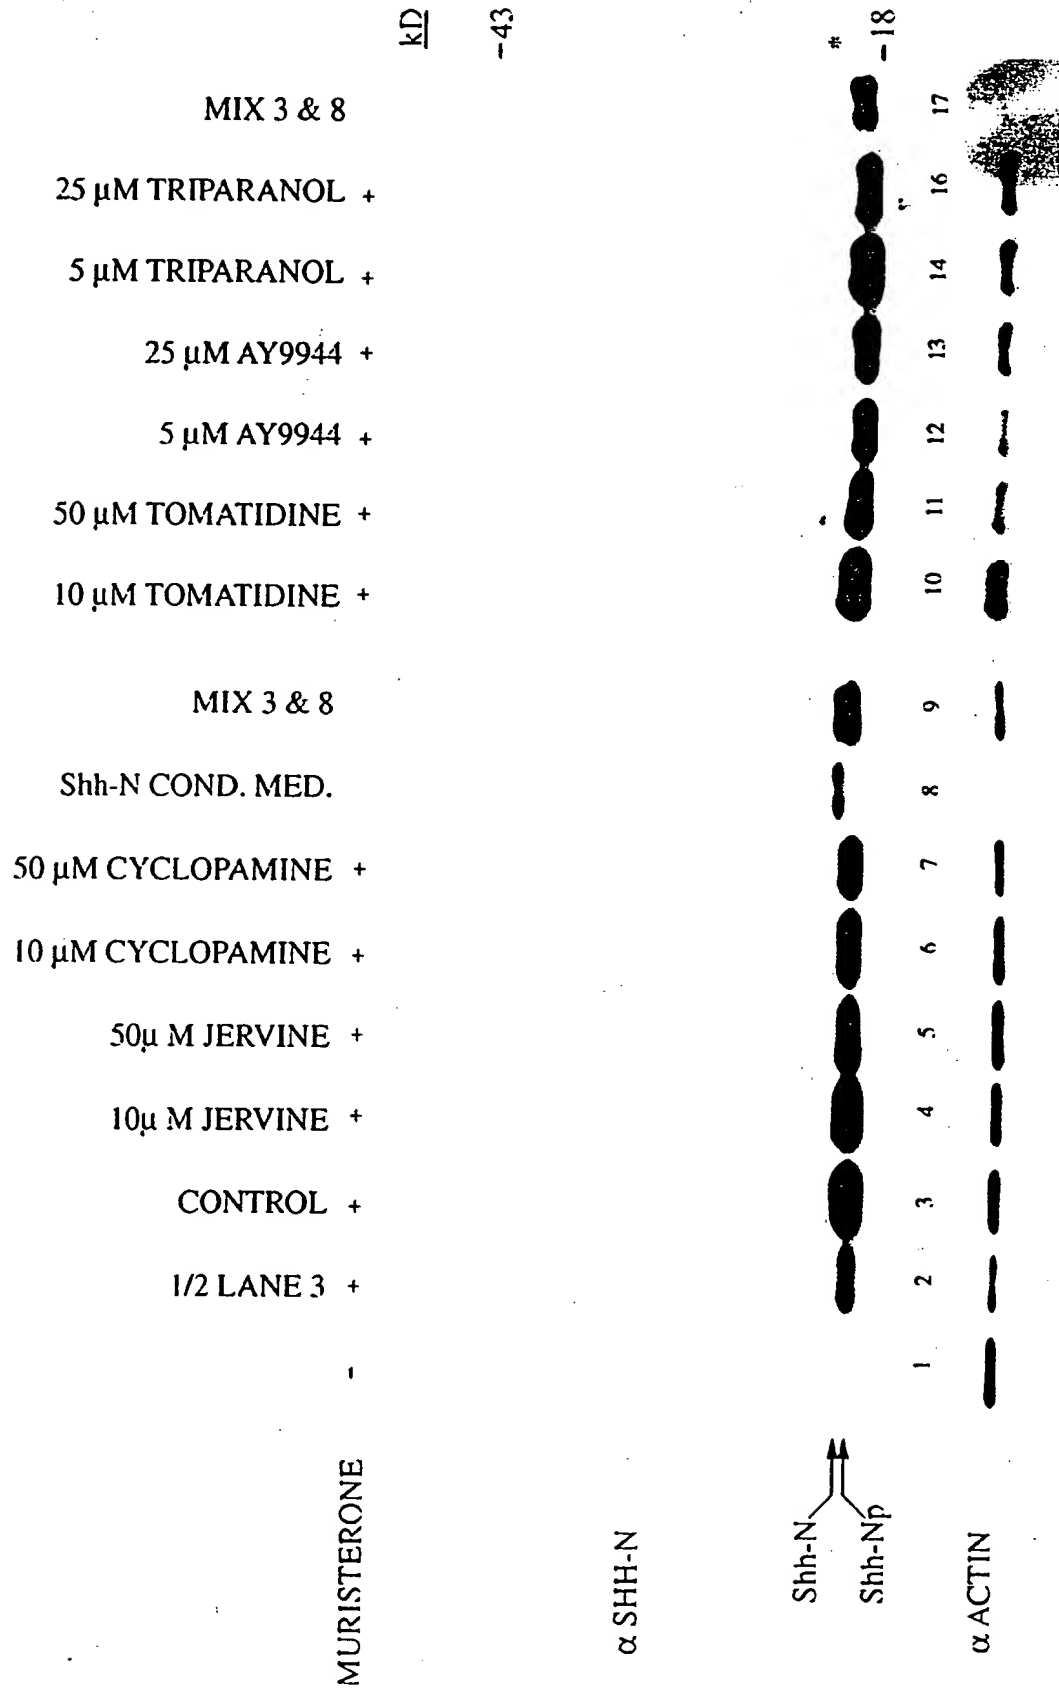 kD
-43
*
-18
MIX 3 & 8 17
25 µM TRIPARANOL + 16
5 µM TRIPARANOL + 14
25 µM AY9944 + 13
5 µM AY9944 + 12
50 µM TOMATIDINE + 11
10 µM TOMATIDINE + 10
MIX 3 & 8 9
Shh-N COND. MED. 8
50 µM CYCLOPAMINE + 7
10 µM CYCLOPAMINE + 6
50µ M JERVINE + 5
10µ M JERVINE + 4
CONTROL + 3
1/2 LANE 3 + 2
- 1
MURISTERONE
α SHH-N
Shh-N
Shh-Np
α ACTIN